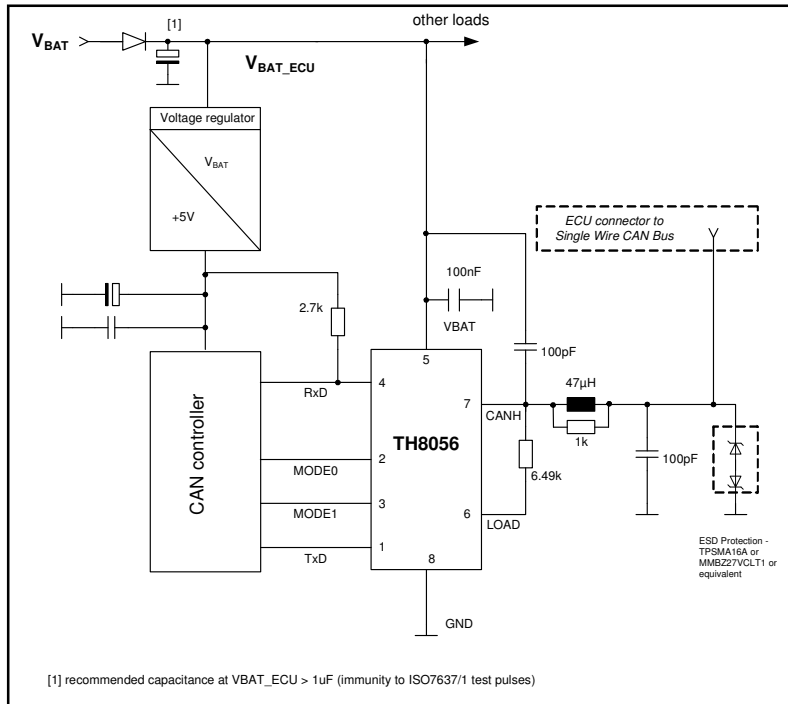 [1]
other loads
VBAT
VBAT_ECU
Voltage regulator
VBAT
+5V
ECU connector to
Single Wire CAN Bus
100nF
2.7k
VBAT
5
100pF
47µH
4
7
RxD
CANH
1k
TH8056
CAN controller
100pF
6.49k
2
MODE0
3
MODE1
6
LOAD
1
TxD
8
ESD Protection -
TPSMA16A or
MMBZ27VCLT1 or
equivalent
GND
[1] recommended capacitance at VBAT_ECU > 1uF (immunity to ISO7637/1 test pulses)